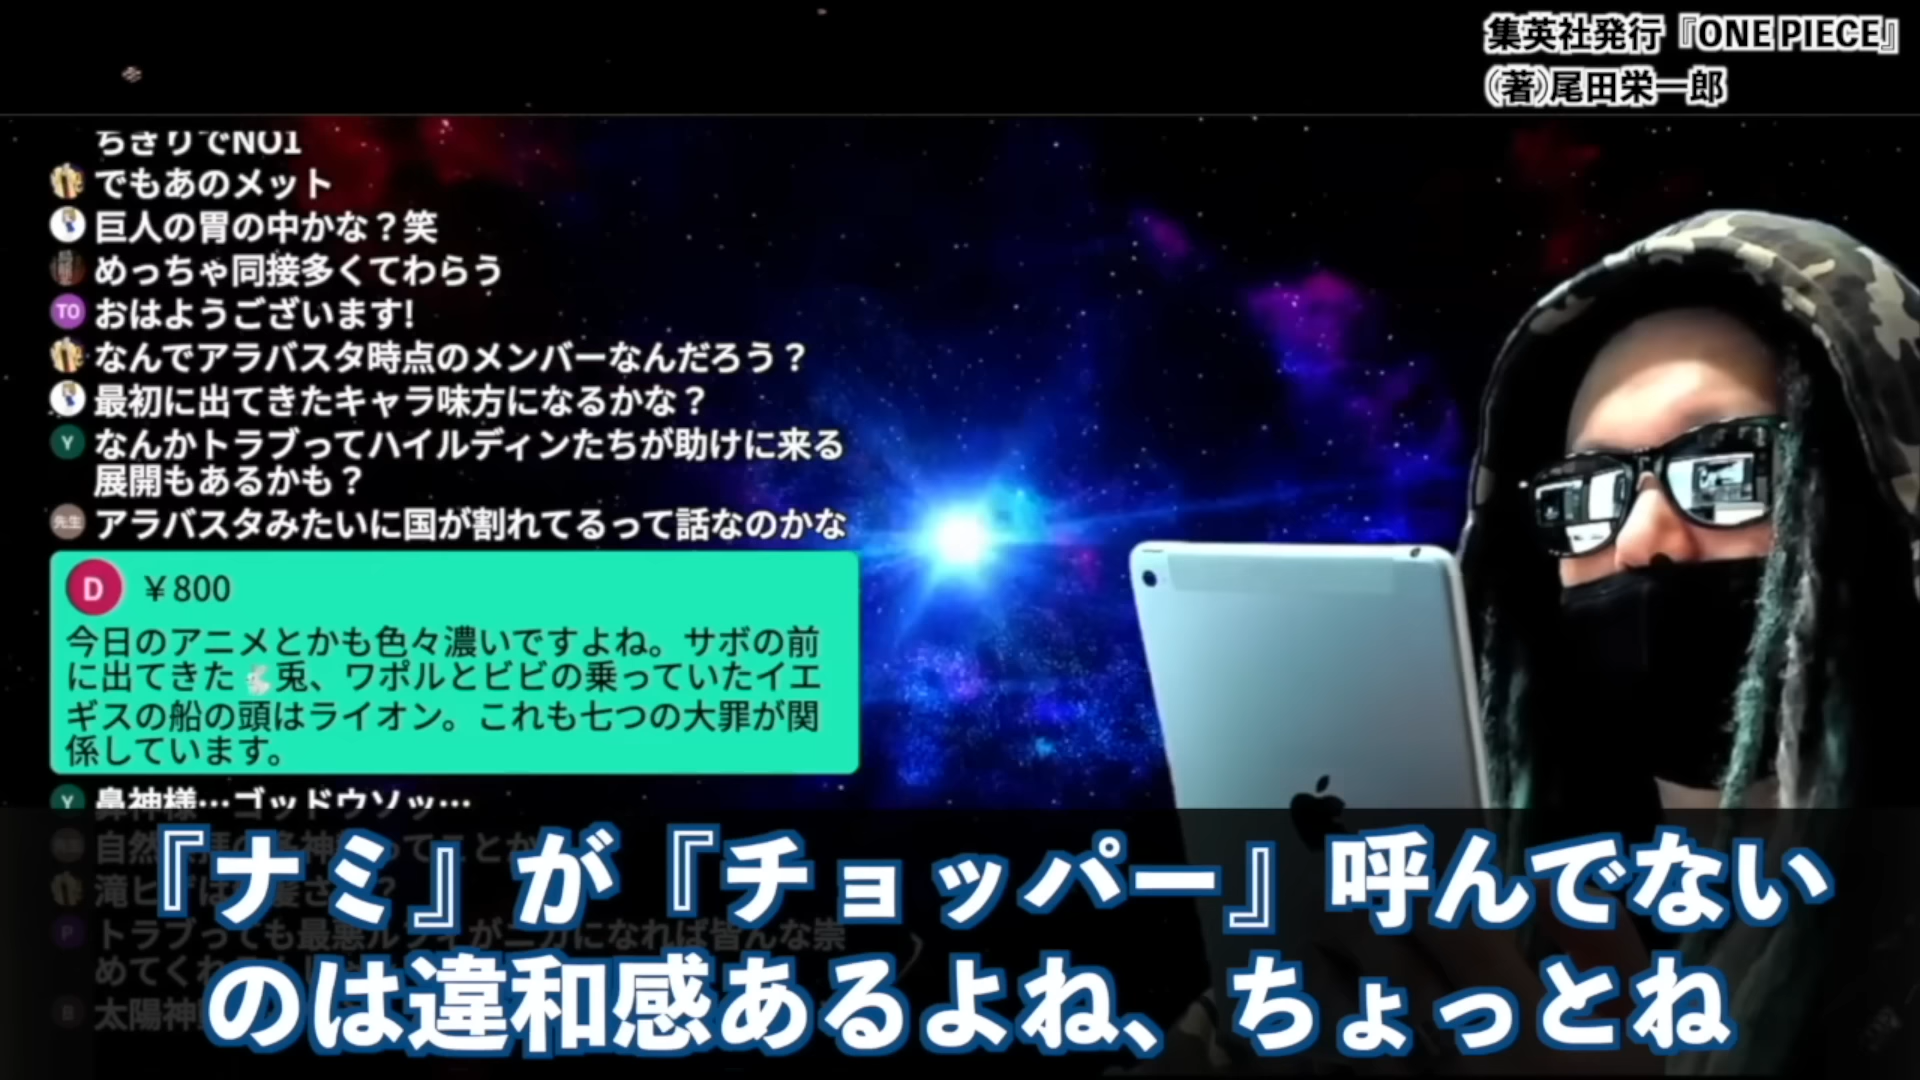 集英社発行『ONE PIECE』
(著)尾田栄一郎
ちぎりでNO1
でもあのメット
巨人の胃の中かな？笑
めっちゃ同接多くてわらう
TO おはようございます!
なんでアラバスタ時点のメンバーなんだろう？
最初に出てきたキャラ味方になるかな？
Y なんかトラブってハイルディンたちが助けに来る
展開もあるかも？
先生 アラバスタみたいに国が割れてるって話なのかな
D ￥800
今日のアニメとかも色々濃いですよね。サボの前
に出てきた🐇兎、ワポルとビビの乗っていたイエ
ギスの船の頭はライオン。これも七つの大罪が関
係しています。
Y 鼻神様…ゴッドウソッ…
『ナミ』が『チョッパー』呼んでない
のは違和感あるよね、ちょっとね